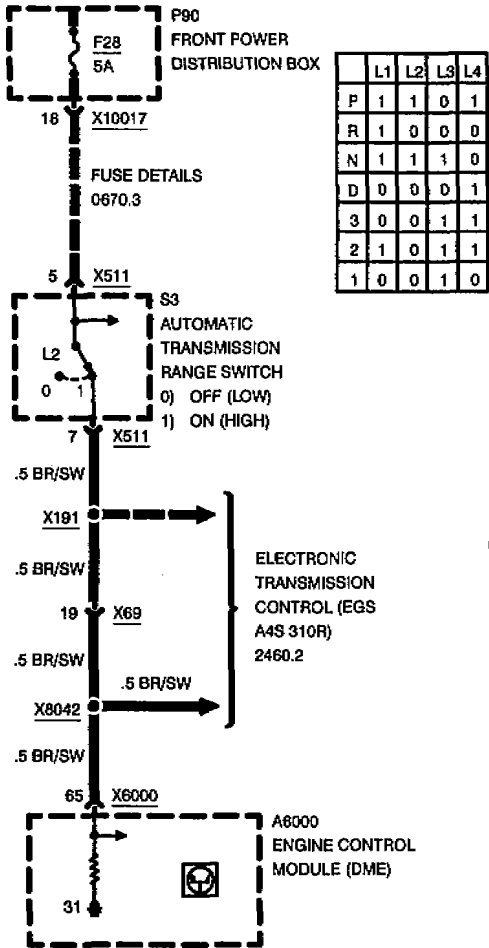 P90
FRONT POWER
DISTRIBUTION BOX
F28
5A
18 X10017
FUSE DETAILS
0670.3
L1 L2 L3 L4
P 1 1 0 1
R 1 0 0 0
N 1 1 1 0
D 0 0 0 1
3 0 0 1 1
2 1 0 1 1
1 0 0 1 0
5 X511
S3
AUTOMATIC
TRANSMISSION
RANGE SWITCH
0) OFF (LOW)
1) ON (HIGH)
L2
0 1
7 X511
.5 BR/SW
X191
.5 BR/SW
19 X69
ELECTRONIC
TRANSMISSION
CONTROL (EGS
A4S 310R)
2460.2
.5 BR/SW
.5 BR/SW
X8042
.5 BR/SW
65 X6000
A6000
ENGINE CONTROL
MODULE (DME)
31